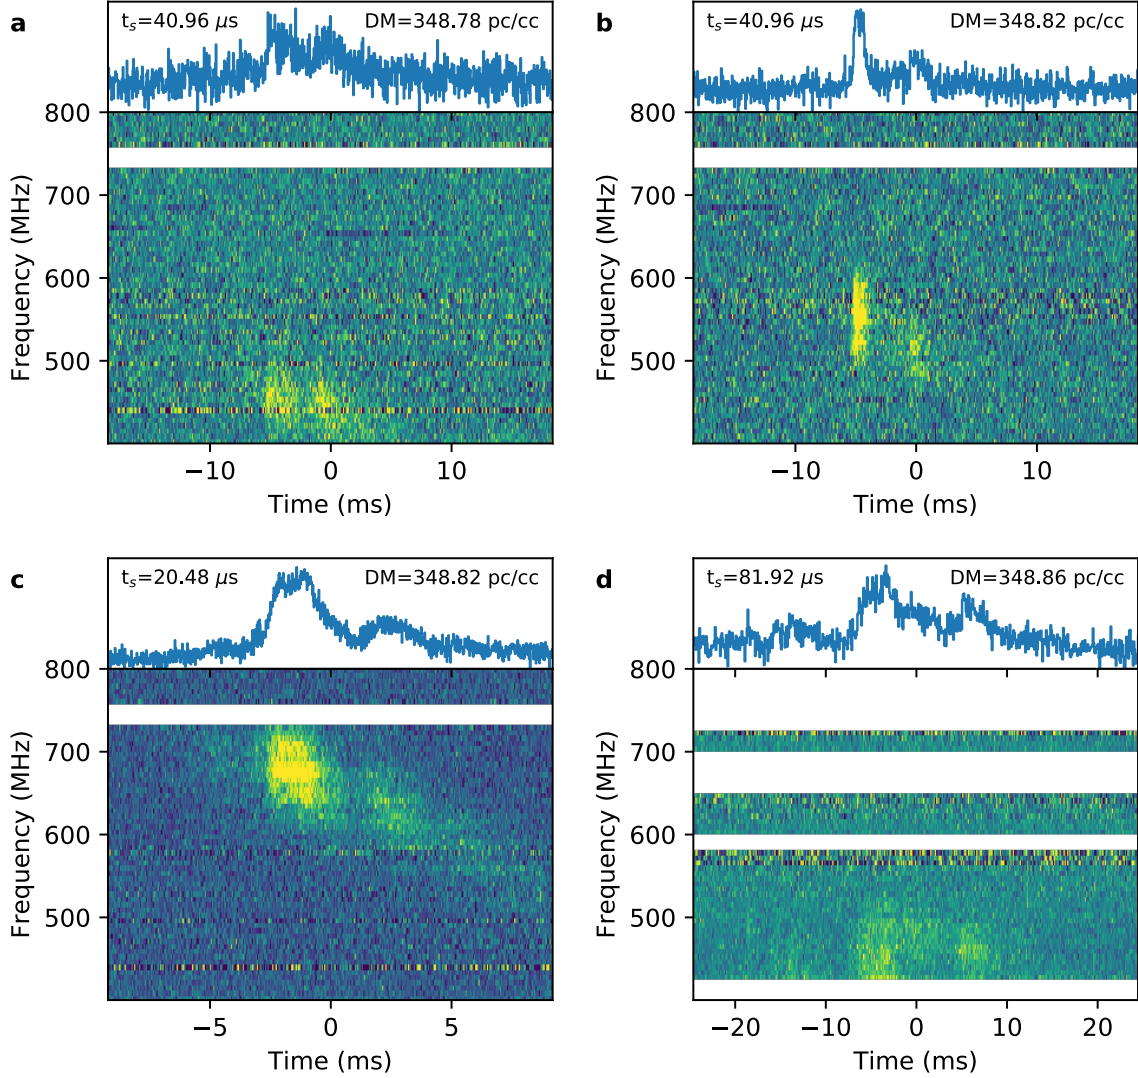 a
t_s=40.96 μs
DM=348.78 pc/cc
800
700
600
500
Frequency (MHz)
−10
0
10
Time (ms)
b
t_s=40.96 μs
DM=348.82 pc/cc
800
700
600
500
Frequency (MHz)
−10
0
10
Time (ms)
c
t_s=20.48 μs
DM=348.82 pc/cc
800
700
600
500
Frequency (MHz)
−5
0
5
Time (ms)
d
t_s=81.92 μs
DM=348.86 pc/cc
800
700
600
500
Frequency (MHz)
−20
−10
0
10
20
Time (ms)